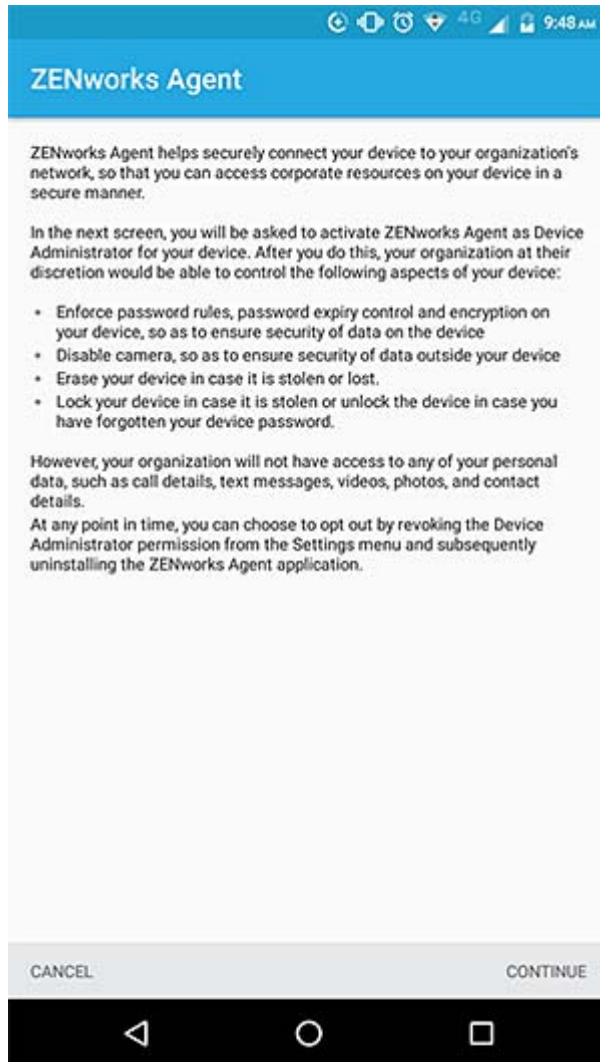 4G 9:48 AM
ZENworks Agent
ZENworks Agent helps securely connect your device to your organization's
network, so that you can access corporate resources on your device in a
secure manner.
In the next screen, you will be asked to activate ZENworks Agent as Device
Administrator for your device. After you do this, your organization at their
discretion would be able to control the following aspects of your device:
• Enforce password rules, password expiry control and encryption on
your device, so as to ensure security of data on the device
• Disable camera, so as to ensure security of data outside your device
• Erase your device in case it is stolen or lost.
• Lock your device in case it is stolen or unlock the device in case you
have forgotten your device password.
However, your organization will not have access to any of your personal
data, such as call details, text messages, videos, photos, and contact
details.
At any point in time, you can choose to opt out by revoking the Device
Administrator permission from the Settings menu and subsequently
uninstalling the ZENworks Agent application.
CANCEL CONTINUE